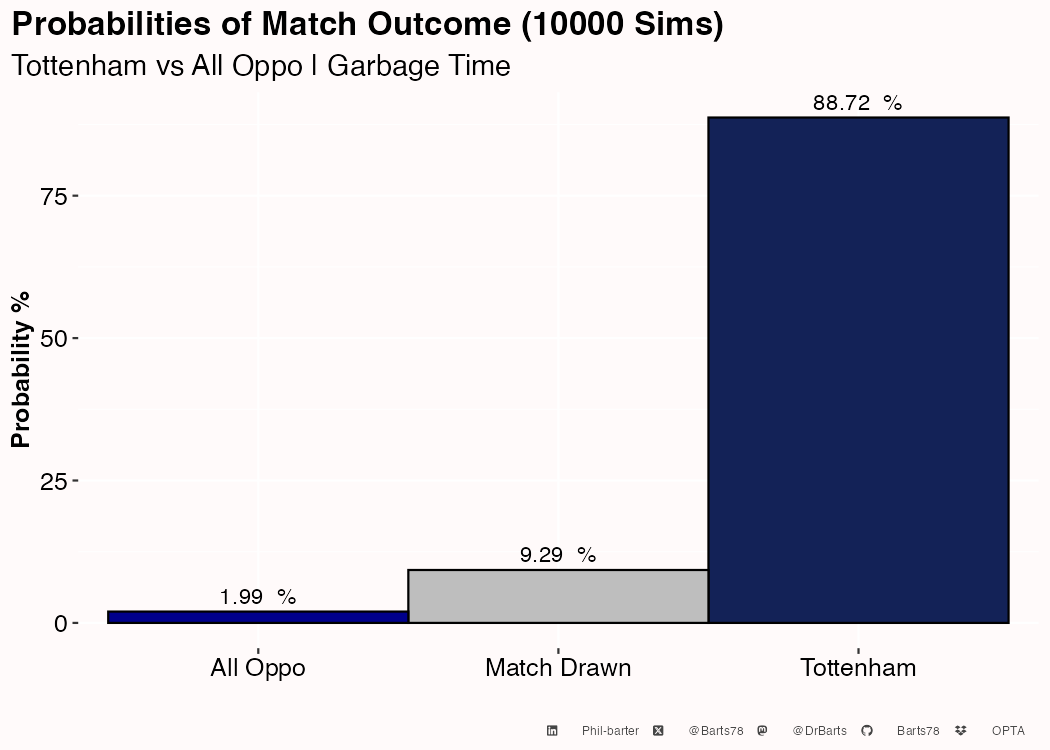 Probabilities of Match Outcome (10000 Sims)
Tottenham vs All Oppo | Garbage Time
88.72 %
75
Probability %
50
25
9.29 %
1.99 %
0
All Oppo
Match Drawn
Tottenham
Phil-barter @Barts78 @DrBarts Barts78 OPTA